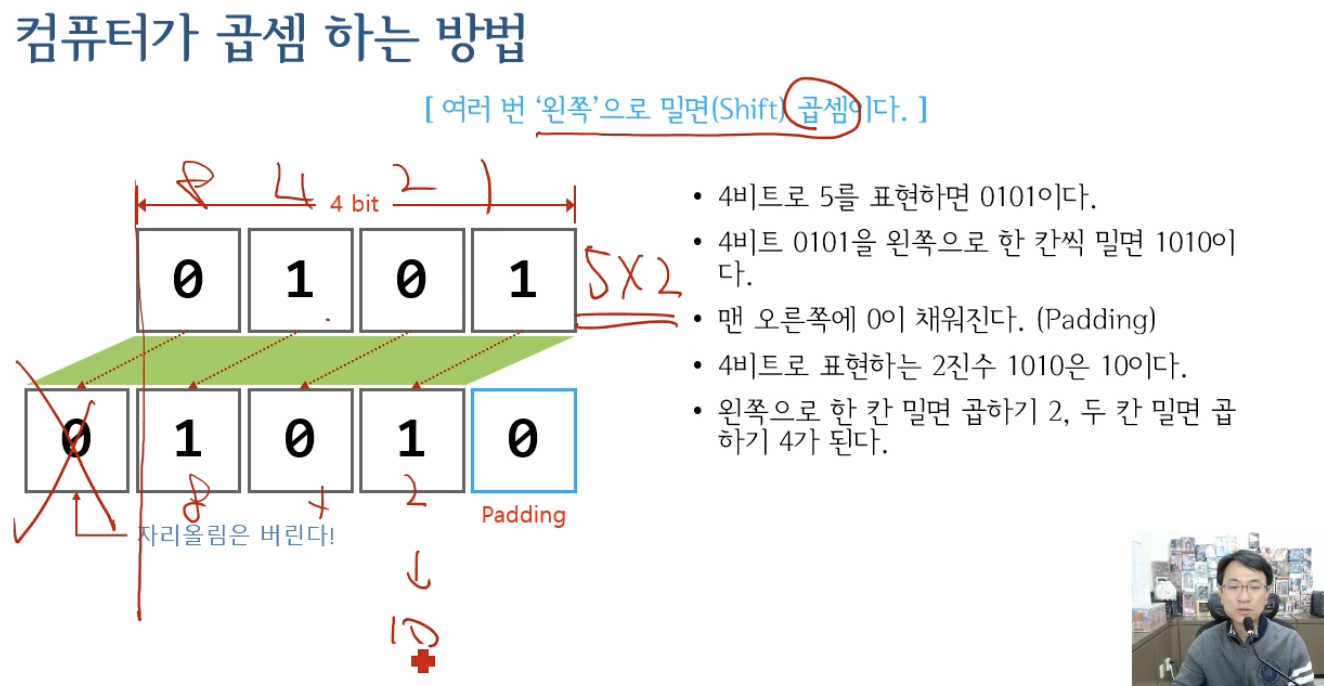 컴퓨터가 곱셈 하는 방법
[ 여러 번 ‘왼쪽’으로 밀면(Shift) 곱셈이다. ]
8 4 2 1
4 bit
0 1 0 1 5X2
0 1 0 1 0
8 + 2
Padding
자리올림은 버린다!
↓
10
• 4비트로 5를 표현하면 0101이다.
• 4비트 0101을 왼쪽으로 한 칸씩 밀면 1010이
다.
• 맨 오른쪽에 0이 채워진다. (Padding)
• 4비트로 표현하는 2진수 1010은 10이다.
• 왼쪽으로 한 칸 밀면 곱하기 2, 두 칸 밀면 곱
하기 4가 된다.